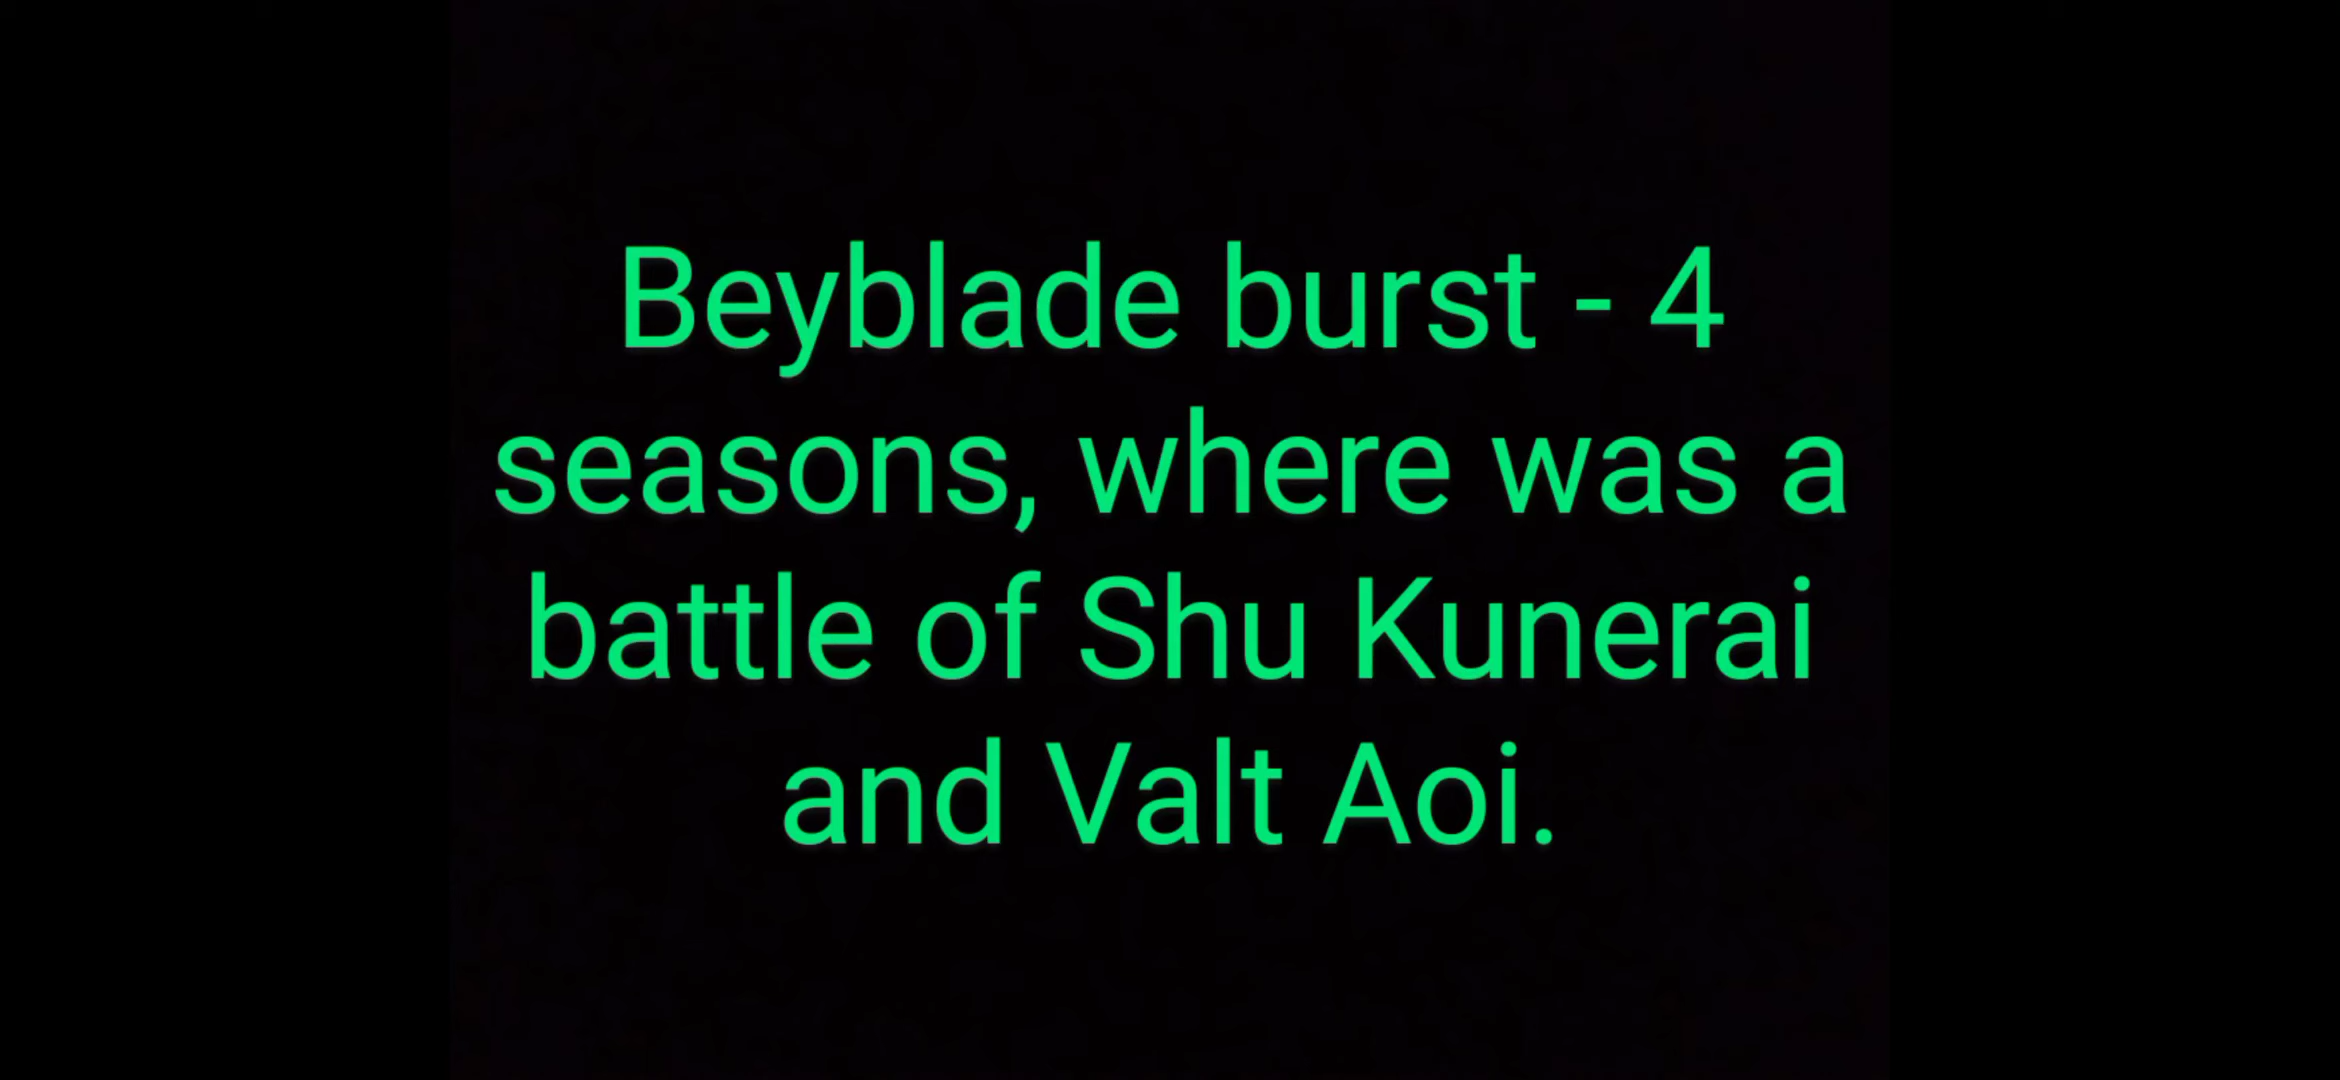 Beyblade burst - 4
seasons, where was a
battle of Shu Kunerai
and Valt Aoi.